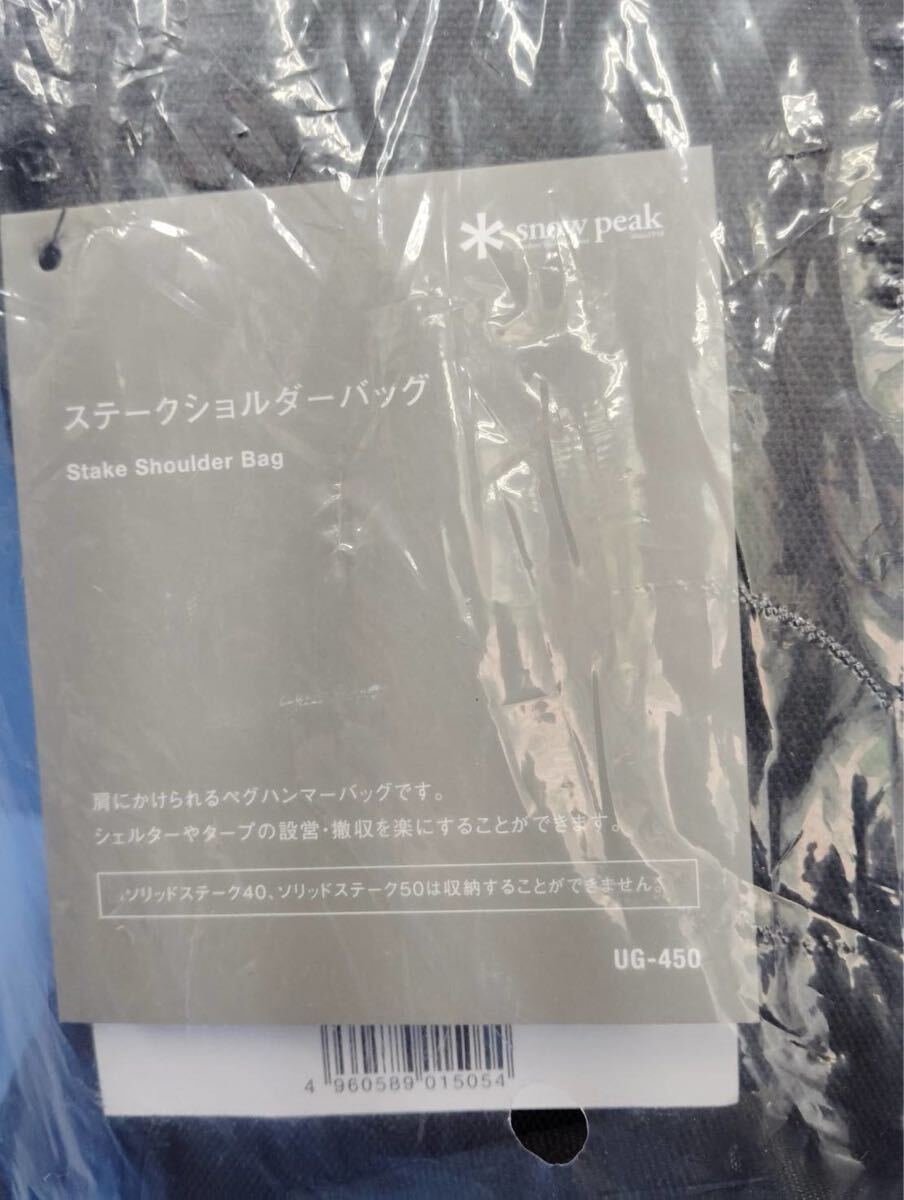 snow peak
ステークショルダーバッグ
Stake Shoulder Bag
肩にかけられるペグハンマーバッグです。
シェルターやタープの設営・撤収を楽にすることができます。
ソリッドステーク40、ソリッドステーク50は収納することができません。
UG-450
4 960589 015054